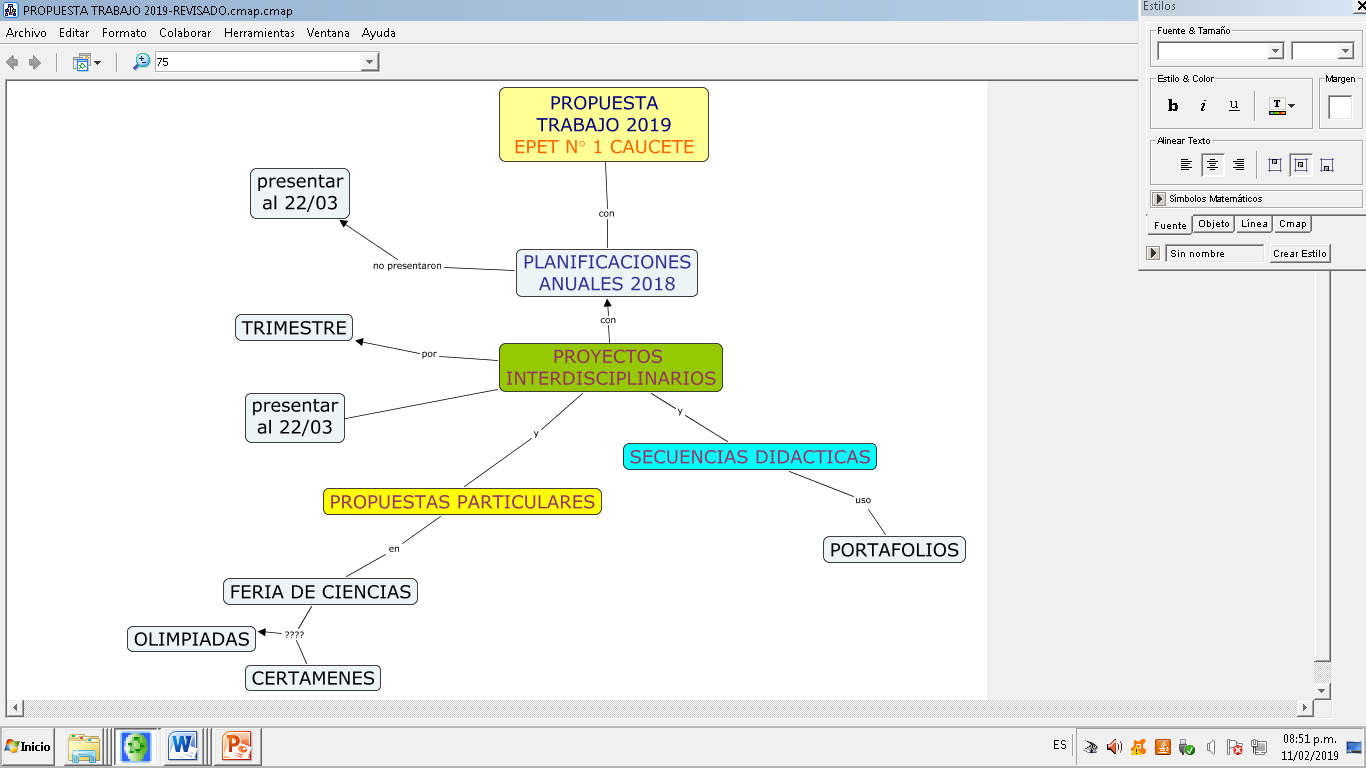 PROPUESTA TRABAJO 2019-REVISADO.cmap.cmap
Archivo Editar Formato Colaborar Herramientas Ventana Ayuda
75
PROPUESTA
TRABAJO 2019
EPET N° 1 CAUCETE
con
presentar
al 22/03
no presentaron
PLANIFICACIONES
ANUALES 2018
con
TRIMESTRE
por
PROYECTOS
INTERDISCIPLINARIOS
presentar
al 22/03
y
y
SECUENCIAS DIDACTICAS
PROPUESTAS PARTICULARES
uso
PORTAFOLIOS
en
FERIA DE CIENCIAS
OLIMPIADAS
????
CERTAMENES
Estilos
Fuente & Tamaño
Estilo & Color
Margen
b i u T
Alinear Texto
Símbolos Matemáticos
Fuente Objeto Línea Cmap
Sin nombre Crear Estilo
Inicio
ES
08:51 p.m.
11/02/2019